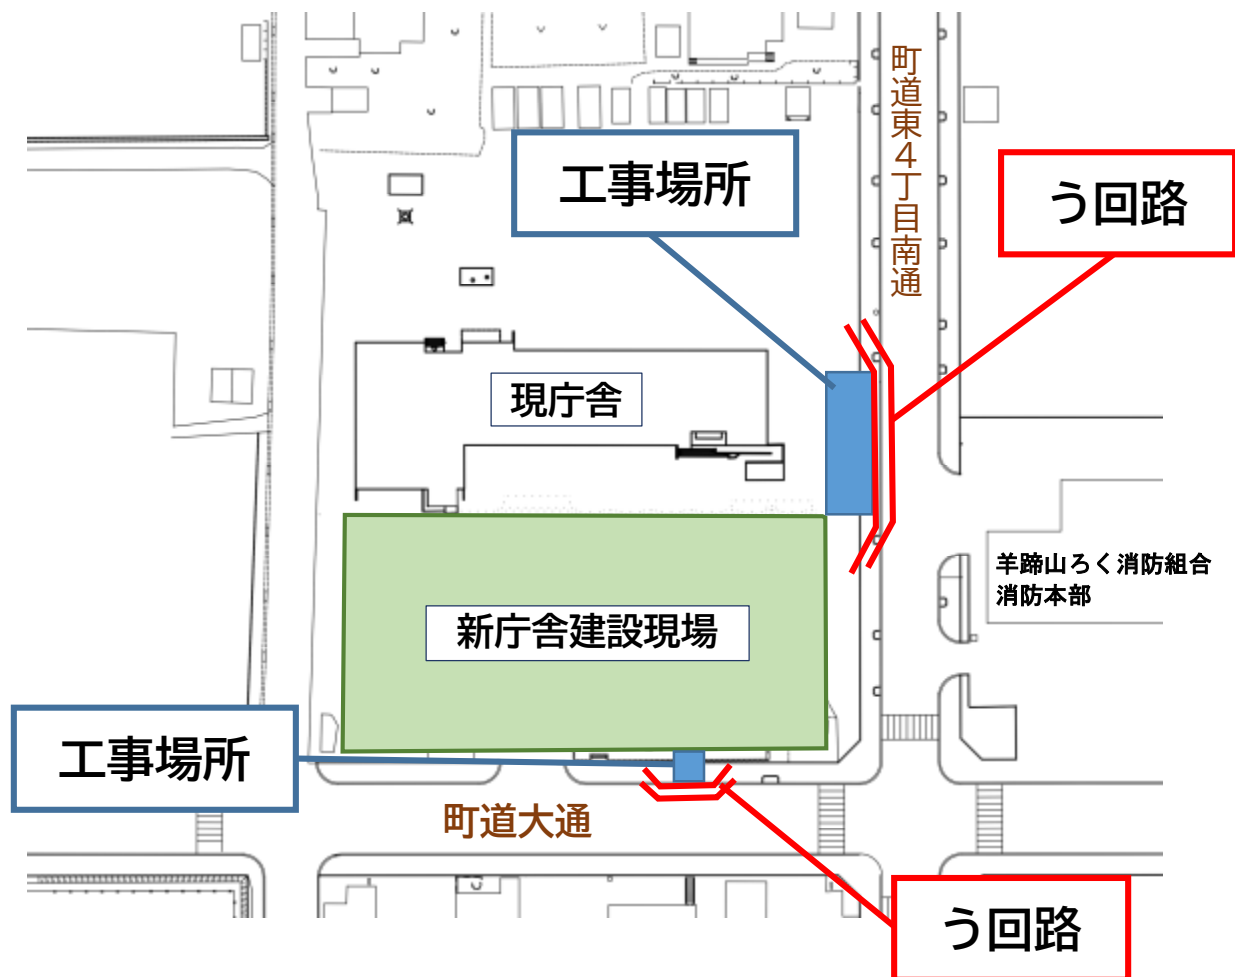 町道東４丁目南通
工事場所
う回路
現庁舎
羊蹄山ろく消防組合
消防本部
新庁舎建設現場
工事場所
町道大通
う回路